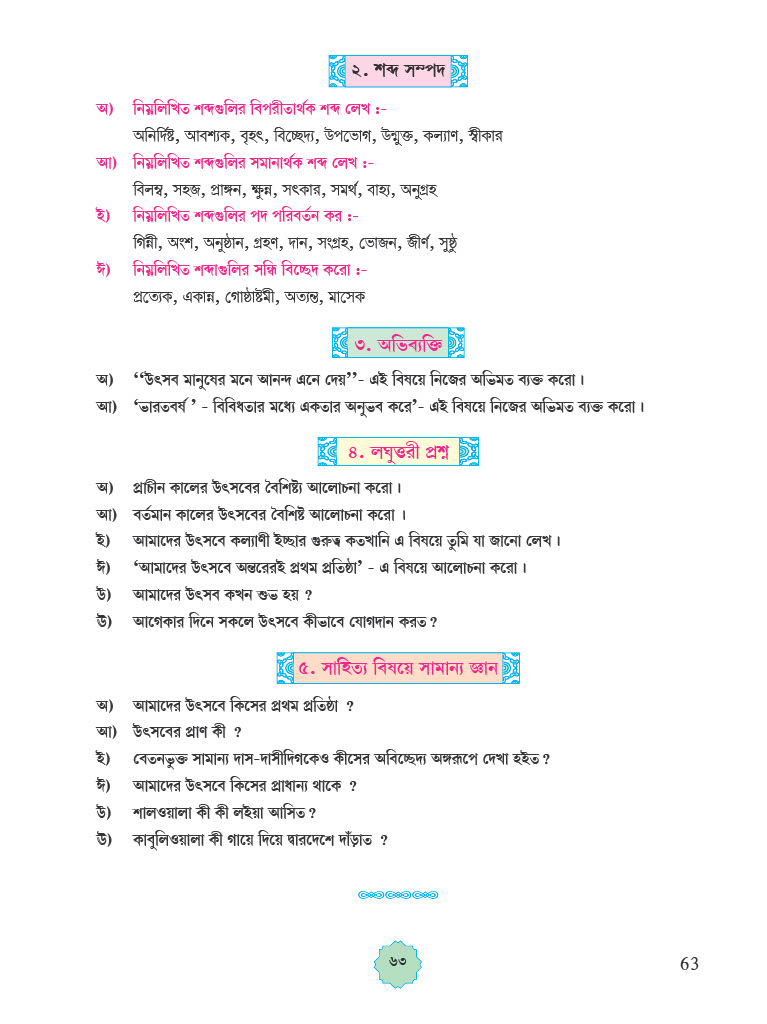 ২. শব্দ সম্পদ
অ) নিম্নলিখিত শব্দগুলির বিপরীতার্থক শব্দ লেখ :-
অনির্দিষ্ট, আবশ্যক, বৃহৎ, বিচ্ছেদ্য, উপভোগ, উন্মুক্ত, কল্যাণ, স্বীকার
আ) নিম্নলিখিত শব্দগুলির সমানার্থক শব্দ লেখ :-
বিলম্ব, সহজ, প্রাঙ্গন, ক্ষুন্ন, সৎকার, সমর্থ, বাহ্য, অনুগ্রহ
ই) নিম্নলিখিত শব্দগুলির পদ পরিবর্তন কর :-
গিন্নী, অংশ, অনুষ্ঠান, গ্রহণ, দান, সংগ্রহ, ভোজন, জীর্ণ, সুষ্ঠু
ঈ) নিম্নলিখিত শব্দাগুলির সন্ধি বিচ্ছেদ করো :-
প্রত্যেক, একান্ন, গোষ্ঠাষ্টমী, অত্যন্ত, মাসেক
৩. অভিব্যক্তি
অ) ‘‘উৎসব মানুষের মনে আনন্দ এনে দেয়’’- এই বিষয়ে নিজের অভিমত ব্যক্ত করো।
আ) ‘ভারতবর্ষ ’ - বিবিধতার মধ্যে একতার অনুভব করে’- এই বিষয়ে নিজের অভিমত ব্যক্ত করো।
৪. লঘুত্তরী প্রশ্ন
অ) প্রাচীন কালের উৎসবের বৈশিষ্ট্য আলোচনা করো।
আ) বর্তমান কালের উৎসবের বৈশিষ্ট আলোচনা করো ।
ই) আমাদের উৎসবে কল্যাণী ইচ্ছার গুরুত্ব কতখানি এ বিষয়ে তুমি যা জানো লেখ।
ঈ) ‘আমাদের উৎসবে অন্তরেরই প্রথম প্রতিষ্ঠা’ - এ বিষয়ে আলোচনা করো।
উ) আমাদের উৎসব কখন শুভ হয় ?
ঊ) আগেকার দিনে সকলে উৎসবে কীভাবে যোগদান করত?
৫. সাহিত্য বিষয়ে সামান্য জ্ঞান
অ) আমাদের উৎসবে কিসের প্রথম প্রতিষ্ঠা ?
আ) উৎসবের প্রাণ কী ?
ই) বেতনভুক্ত সামান্য দাস-দাসীদিগকেও কীসের অবিচ্ছেদ্য অঙ্গরূপে দেখা হইত?
ঈ) আমাদের উৎসবে কিসের প্রাধান্য থাকে ?
উ) শালওয়ালা কী কী লইয়া আসিত?
ঊ) কাবুলিওয়ালা কী গায়ে দিয়ে দ্বারদেশে দাঁড়াত ?
৬৩
63